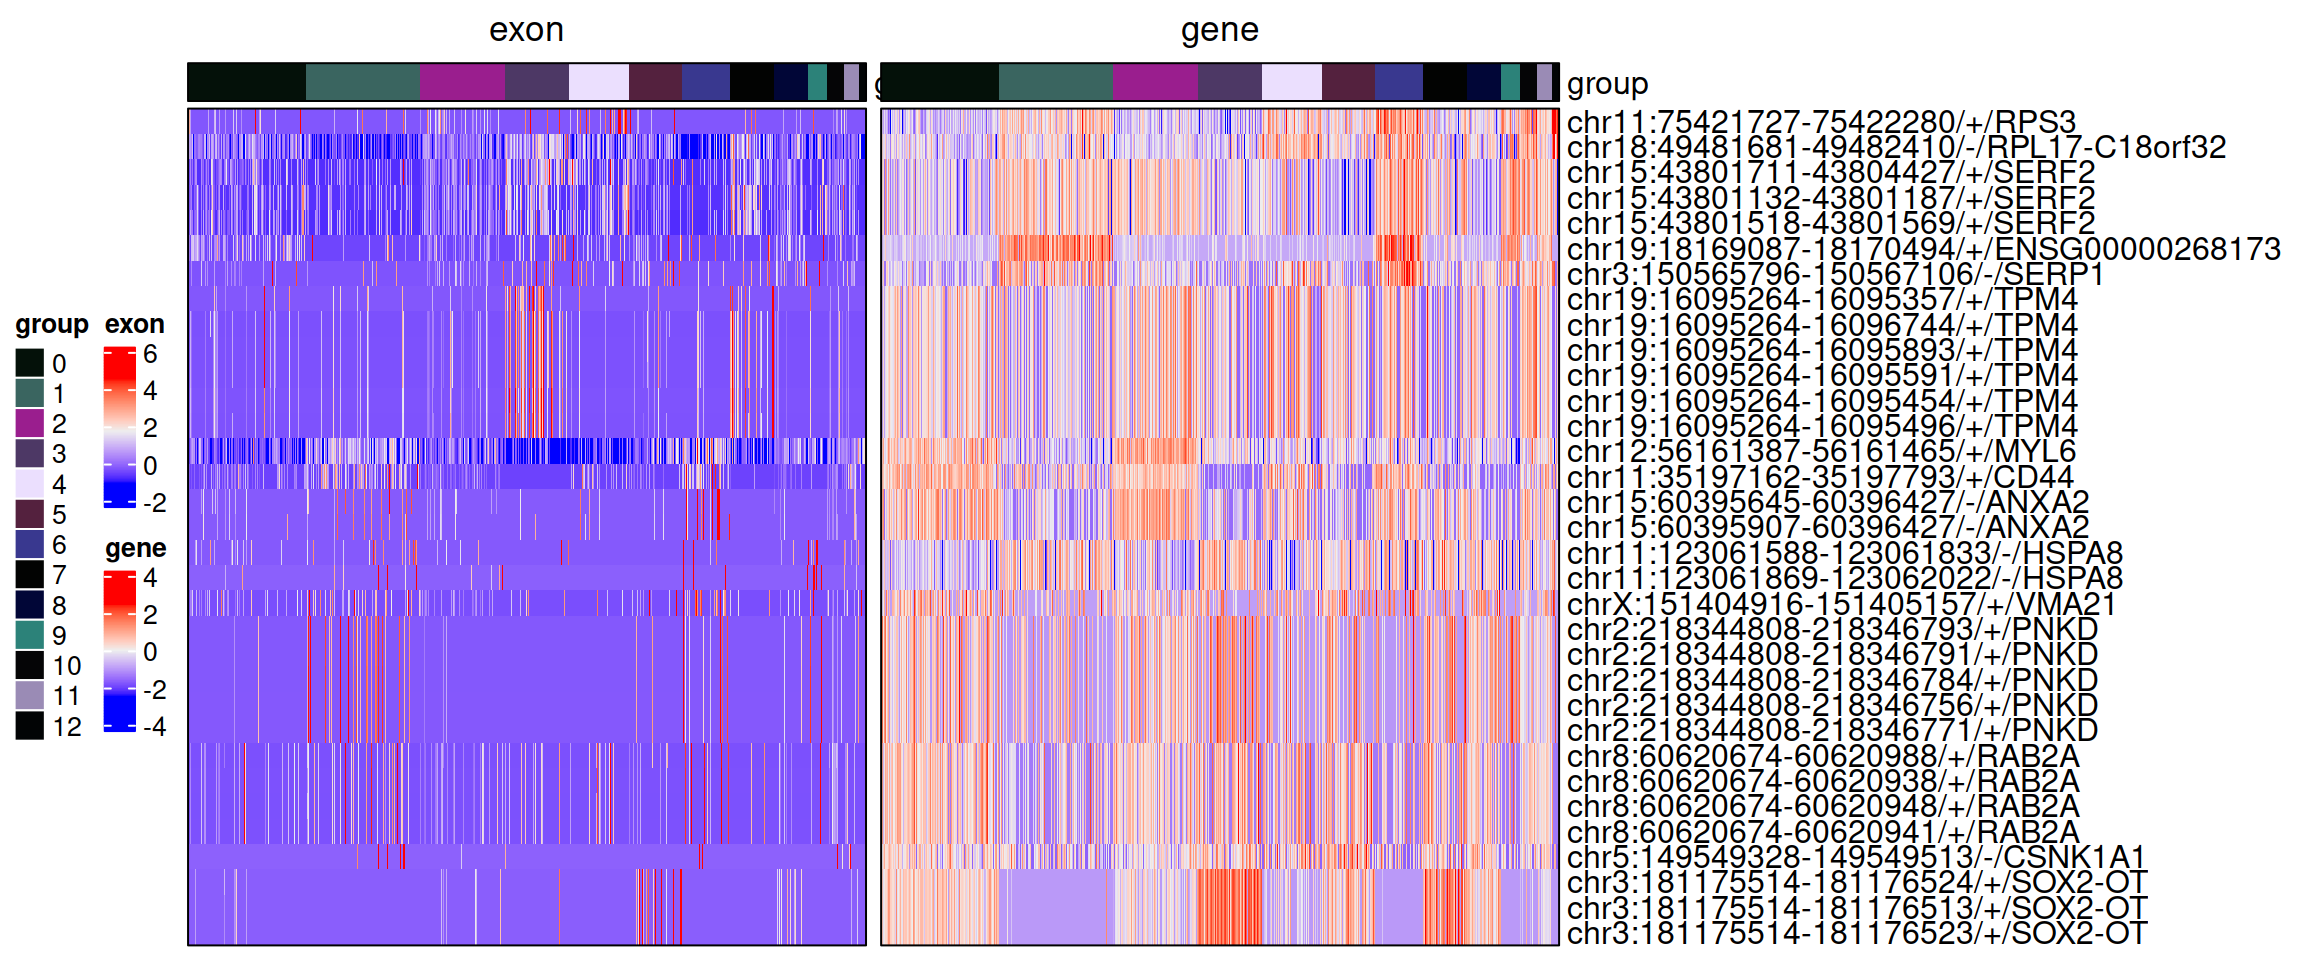 exon
gene
group
chr11:75421727-75422280/+/RPS3
chr18:49481681-49482410/-/RPL17-C18orf32
chr15:43801711-43804427/+/SERF2
chr15:43801132-43801187/+/SERF2
chr15:43801518-43801569/+/SERF2
chr19:18169087-18170494/+/ENSG00000268173
chr3:150565796-150567106/-/SERP1
chr19:16095264-16095357/+/TPM4
chr19:16095264-16096744/+/TPM4
chr19:16095264-16095893/+/TPM4
chr19:16095264-16095591/+/TPM4
chr19:16095264-16095454/+/TPM4
chr19:16095264-16095496/+/TPM4
chr12:56161387-56161465/+/MYL6
chr11:35197162-35197793/+/CD44
chr15:60395645-60396427/-/ANXA2
chr15:60395907-60396427/-/ANXA2
chr11:123061588-123061833/-/HSPA8
chr11:123061869-123062022/-/HSPA8
chrX:151404916-151405157/+/VMA21
chr2:218344808-218346793/+/PNKD
chr2:218344808-218346791/+/PNKD
chr2:218344808-218346784/+/PNKD
chr2:218344808-218346756/+/PNKD
chr2:218344808-218346771/+/PNKD
chr8:60620674-60620988/+/RAB2A
chr8:60620674-60620938/+/RAB2A
chr8:60620674-60620948/+/RAB2A
chr8:60620674-60620941/+/RAB2A
chr5:149549328-149549513/-/CSNK1A1
chr3:181175514-181176524/+/SOX2-OT
chr3:181175514-181176513/+/SOX2-OT
chr3:181175514-181176523/+/SOX2-OT
group
0
1
2
3
4
5
6
7
8
9
10
11
12
exon
6
4
2
0
-2
gene
4
2
0
-2
-4